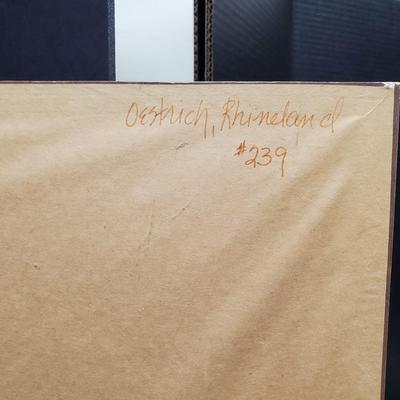 Oestrich, Rhineland
#239